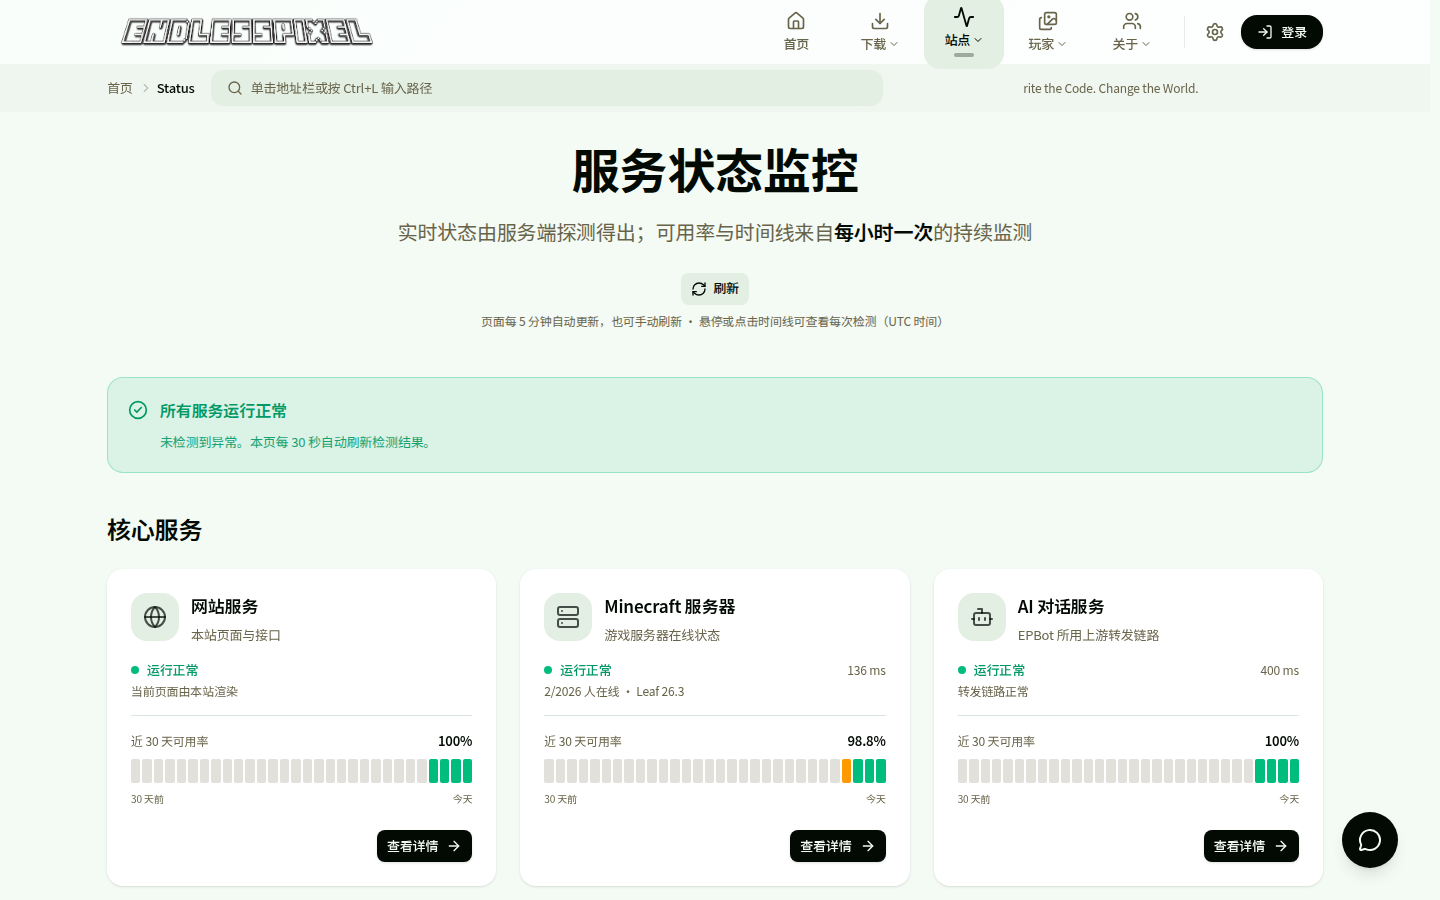 ENDLESSPIXEL
首页
下载
站点
玩家
关于
登录
首页
Status
单击地址栏或按 Ctrl+L 输入路径
rite the Code. Change the World.
服务状态监控
实时状态由服务端探测得出；可用率与时间线来自每小时一次的持续监测
刷新
页面每 5 分钟自动更新，也可手动刷新 · 悬停或点击时间线可查看每次检测（UTC 时间）
所有服务运行正常
未检测到异常。本页每 30 秒自动刷新检测结果。
核心服务
网站服务
本站页面与接口
运行正常
当前页面由本站渲染
近 30 天可用率 100%
30 天前 今天
查看详情
Minecraft 服务器
游戏服务器在线状态
运行正常 136 ms
2/2026 人在线 · Leaf 26.3
近 30 天可用率 98.8%
30 天前 今天
查看详情
AI 对话服务
EPBot 所用上游转发链路
运行正常 400 ms
转发链路正常
近 30 天可用率 100%
30 天前 今天
查看详情